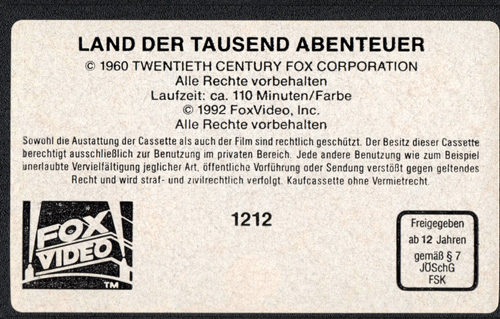 LAND DER TAUSEND ABENTEUER
© 1960 TWENTIETH CENTURY FOX CORPORATION
Alle Rechte vorbehalten
Laufzeit: ca. 110 Minuten/Farbe
© 1992 FoxVideo, Inc.
Alle Rechte vorbehalten
Sowohl die Austattung der Cassette als auch der Film sind rechtlich geschützt. Der Besitz dieser Cassette
berechtigt ausschließlich zur Benutzung im privaten Bereich. Jede andere Benutzung wie zum Beispiel
unerlaubte Vervielfältigung jeglicher Art, öffentliche Vorführung oder Sendung verstößt gegen geltendes
Recht und wird straf- und zivilrechtlich verfolgt. Kaufcassette ohne Vermietrecht.
FOX
VIDEO
TM
1212
Freigegeben
ab 12 Jahren
gemäß § 7
JÖSchG
FSK